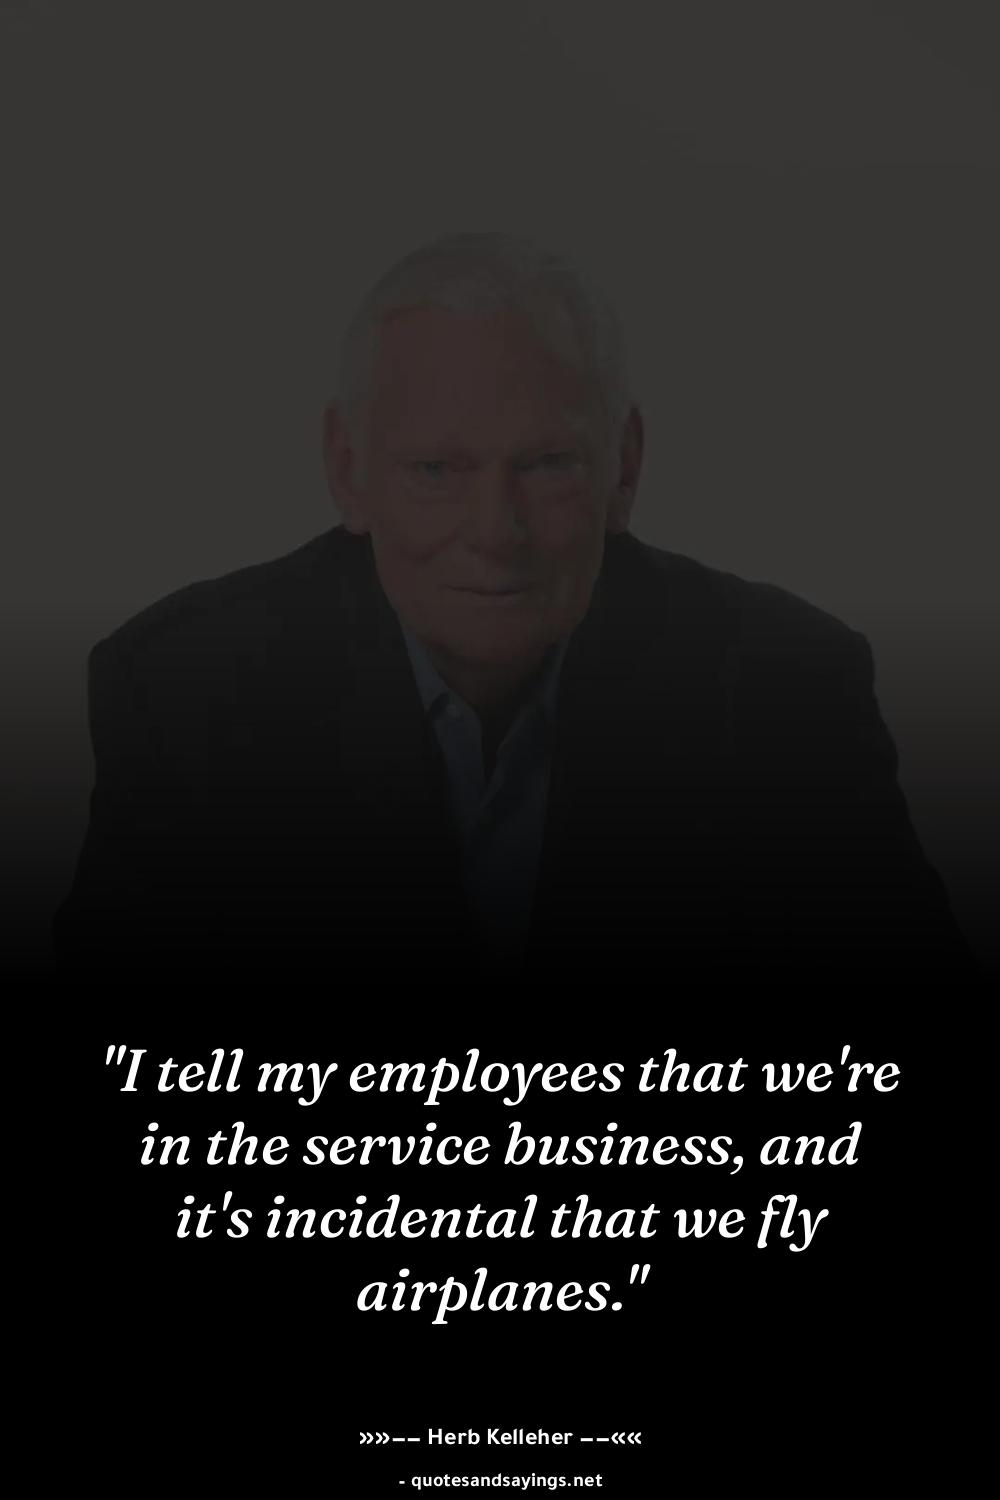 "I tell my employees that we're
in the service business, and
it's incidental that we fly
airplanes."
»»–– Herb Kelleher ––««
- quotesandsayings.net